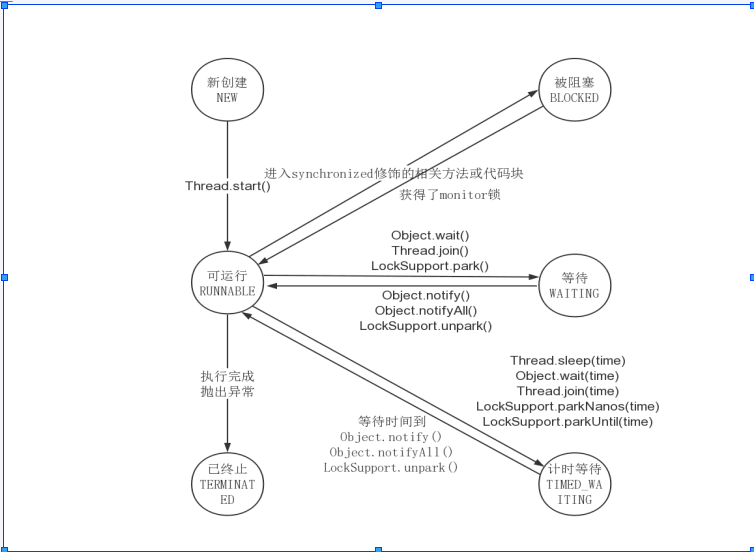 新创建
NEW
被阻塞
BLOCKED
进入synchronized修饰的相关方法或代码块
Thread.start()
获得了monitor锁
Object.wait()
Thread.join()
LockSupport.park()
可运行
RUNNABLE
等待
WAITING
Object.notify()
Object.notifyAll()
LockSupport.unpark()
Thread.sleep(time)
Object.wait(time)
Thread.join(time)
LockSupport.parkNanos(time)
LockSupport.parkUntil(time)
执行完成
抛出异常
等待时间到
Object.notify()
Object.notifyAll()
LockSupport.unpark()
已终止
TERMINAT
ED
计时等待
TIMED_WA
ITING